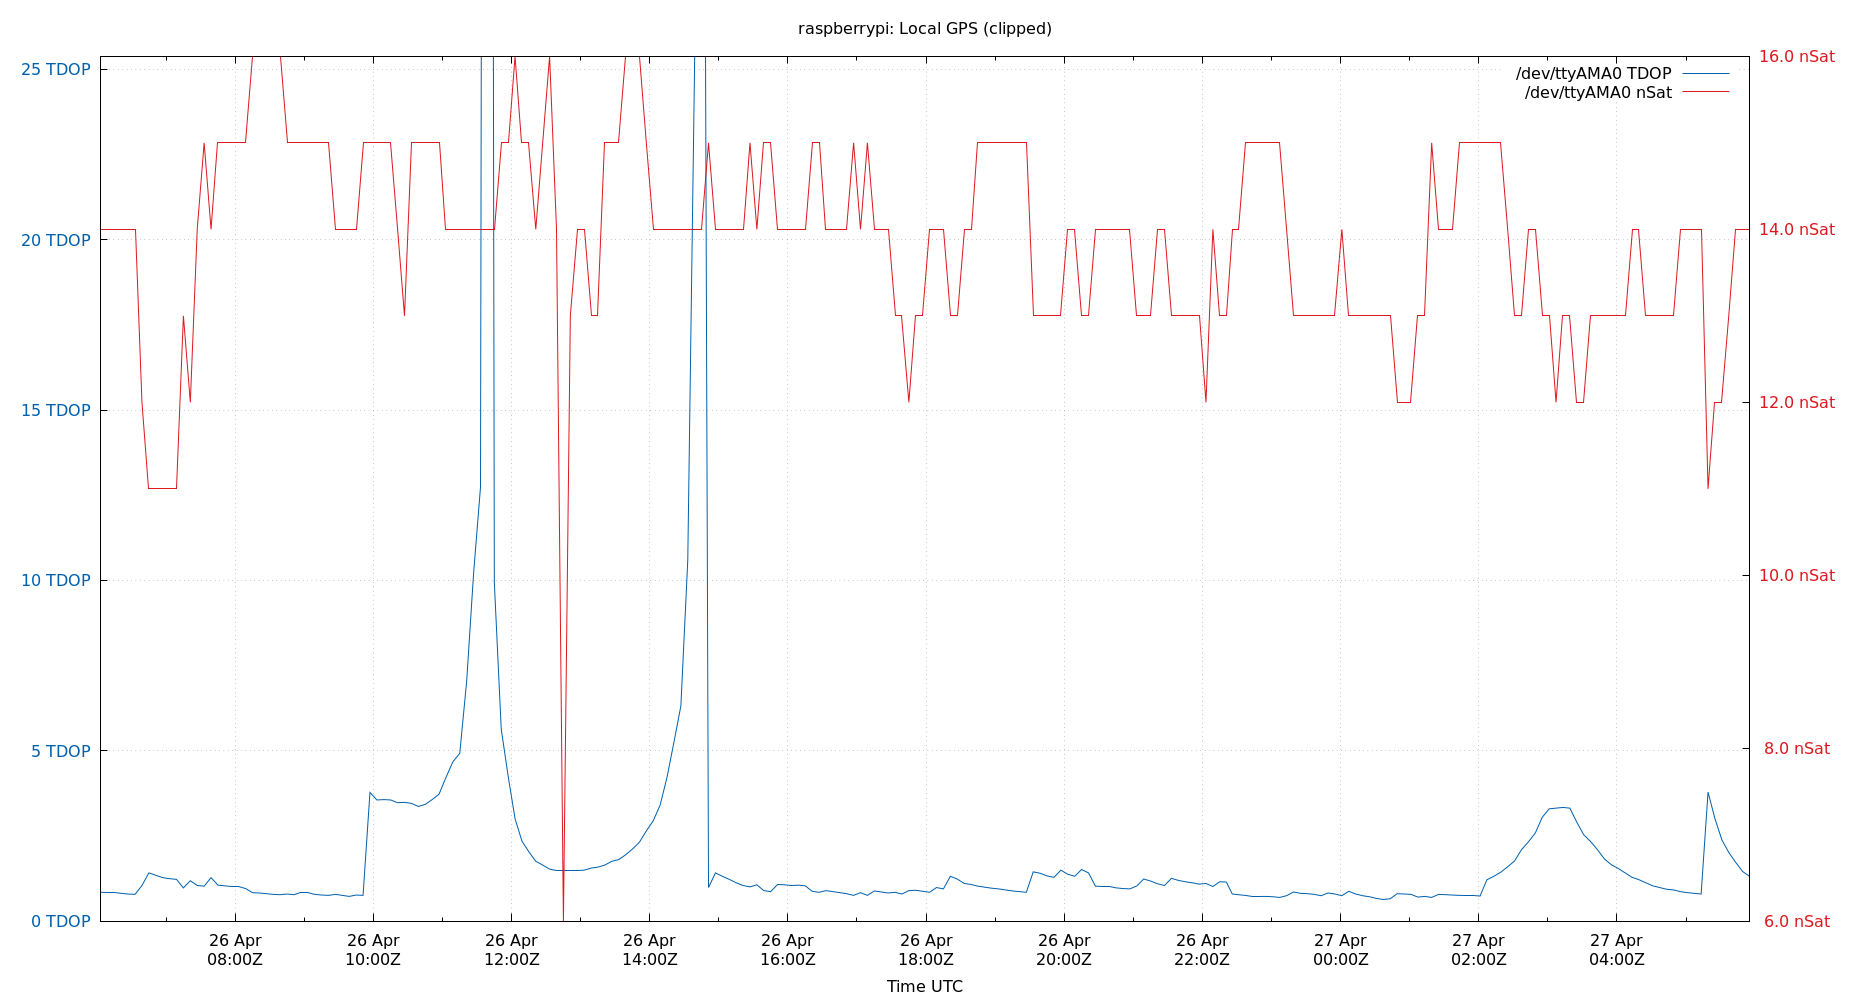 raspberrypi: Local GPS (clipped)
25 TDOP
20 TDOP
15 TDOP
10 TDOP
5 TDOP
0 TDOP
/dev/ttyAMA0 TDOP
/dev/ttyAMA0 nSat
16.0 nSat
14.0 nSat
12.0 nSat
10.0 nSat
8.0 nSat
6.0 nSat
26 Apr
08:00Z
26 Apr
10:00Z
26 Apr
12:00Z
26 Apr
14:00Z
26 Apr
16:00Z
26 Apr
18:00Z
26 Apr
20:00Z
26 Apr
22:00Z
27 Apr
00:00Z
27 Apr
02:00Z
27 Apr
04:00Z
Time UTC